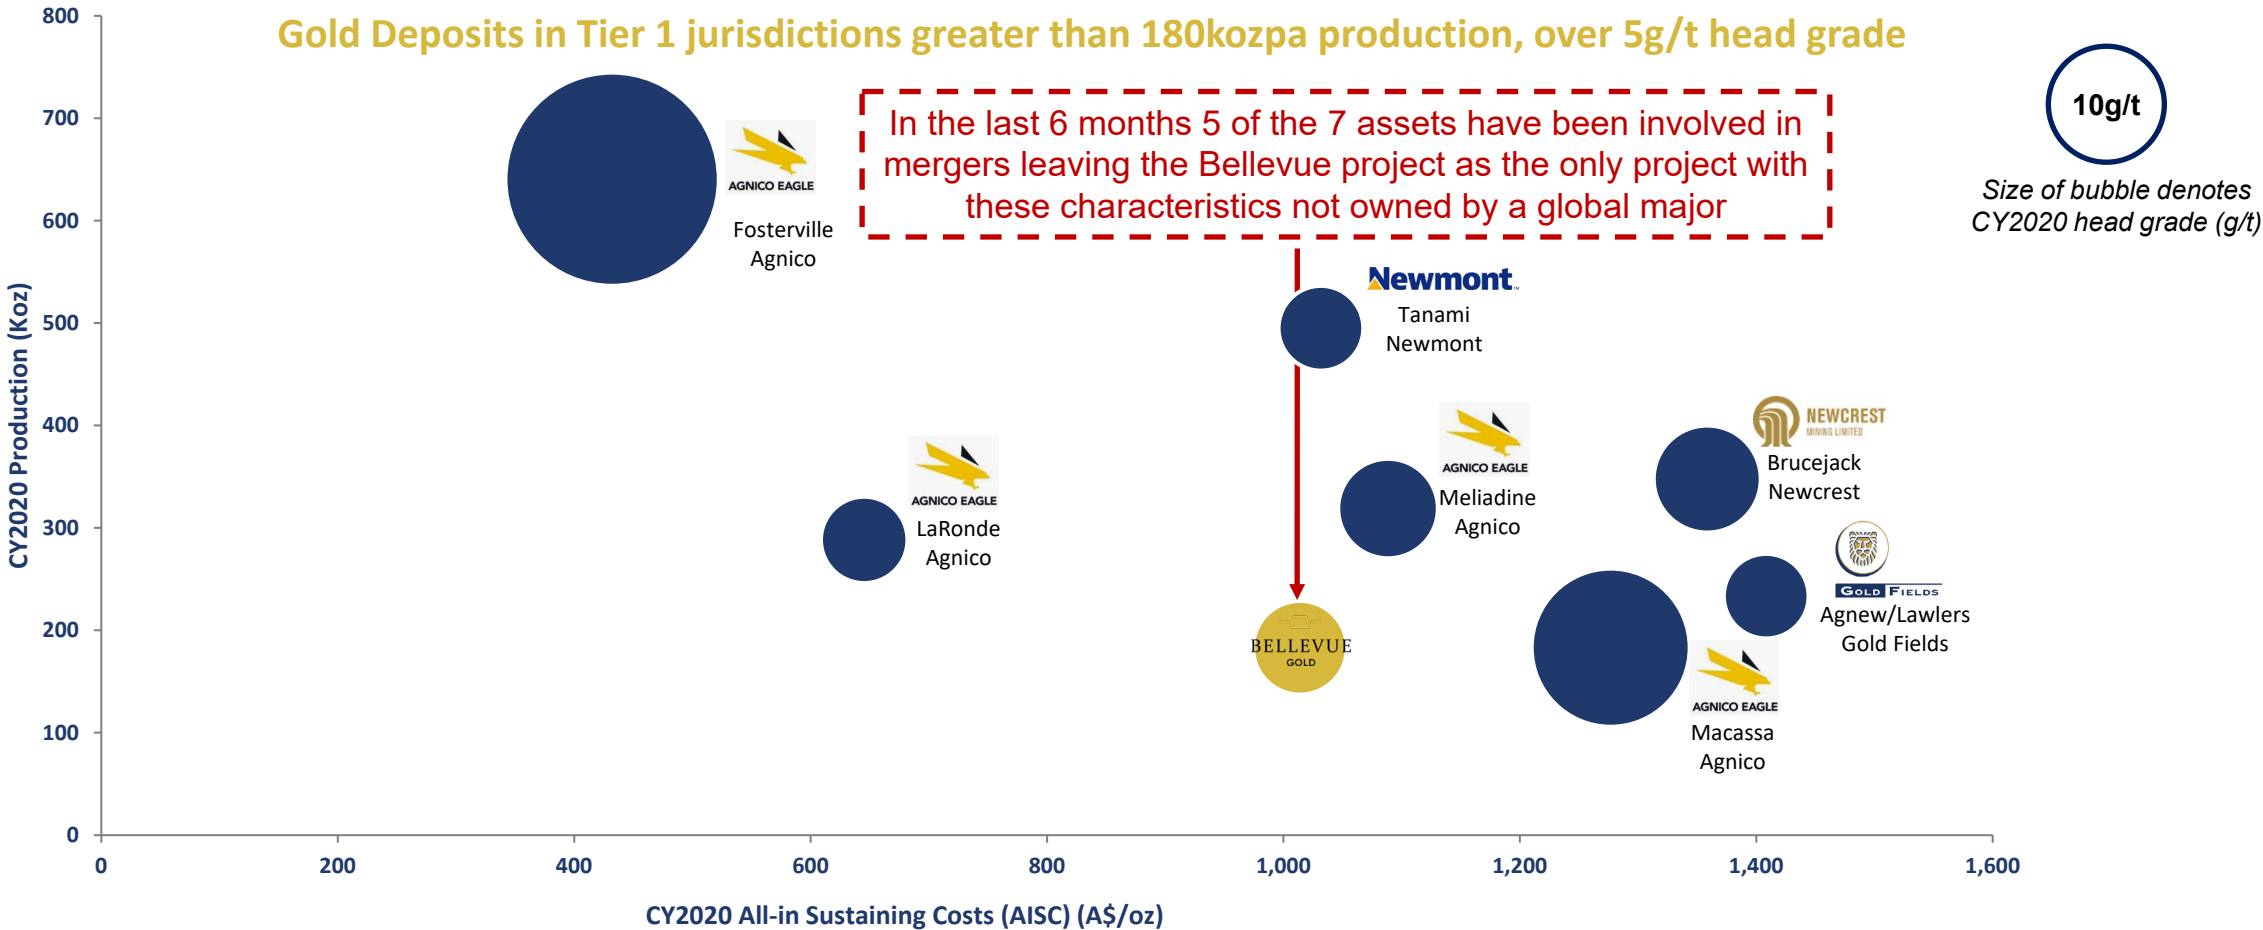 Gold Deposits in Tier 1 jurisdictions greater than 180kozpa production, over 5g/t head grade
In the last 6 months 5 of the 7 assets have been involved in
mergers leaving the Bellevue project as the only project with
these characteristics not owned by a global major
10g/t
Size of bubble denotes
CY2020 head grade (g/t)
CY2020 Production (Koz)
800
700
600
500
400
300
200
100
0
AGNICO EAGLE
Fosterville
Agnico
Newmont™
Tanami
Newmont
AGNICO EAGLE
LaRonde
Agnico
AGNICO EAGLE
Meliadine
Agnico
NEWCREST
MINING LIMITED
Brucejack
Newcrest
GOLD FIELDS
Agnew/Lawlers
Gold Fields
BELLEVUE
GOLD
AGNICO EAGLE
Macassa
Agnico
0
200
400
600
800
1,000
1,200
1,400
1,600
CY2020 All-in Sustaining Costs (AISC) (A$/oz)